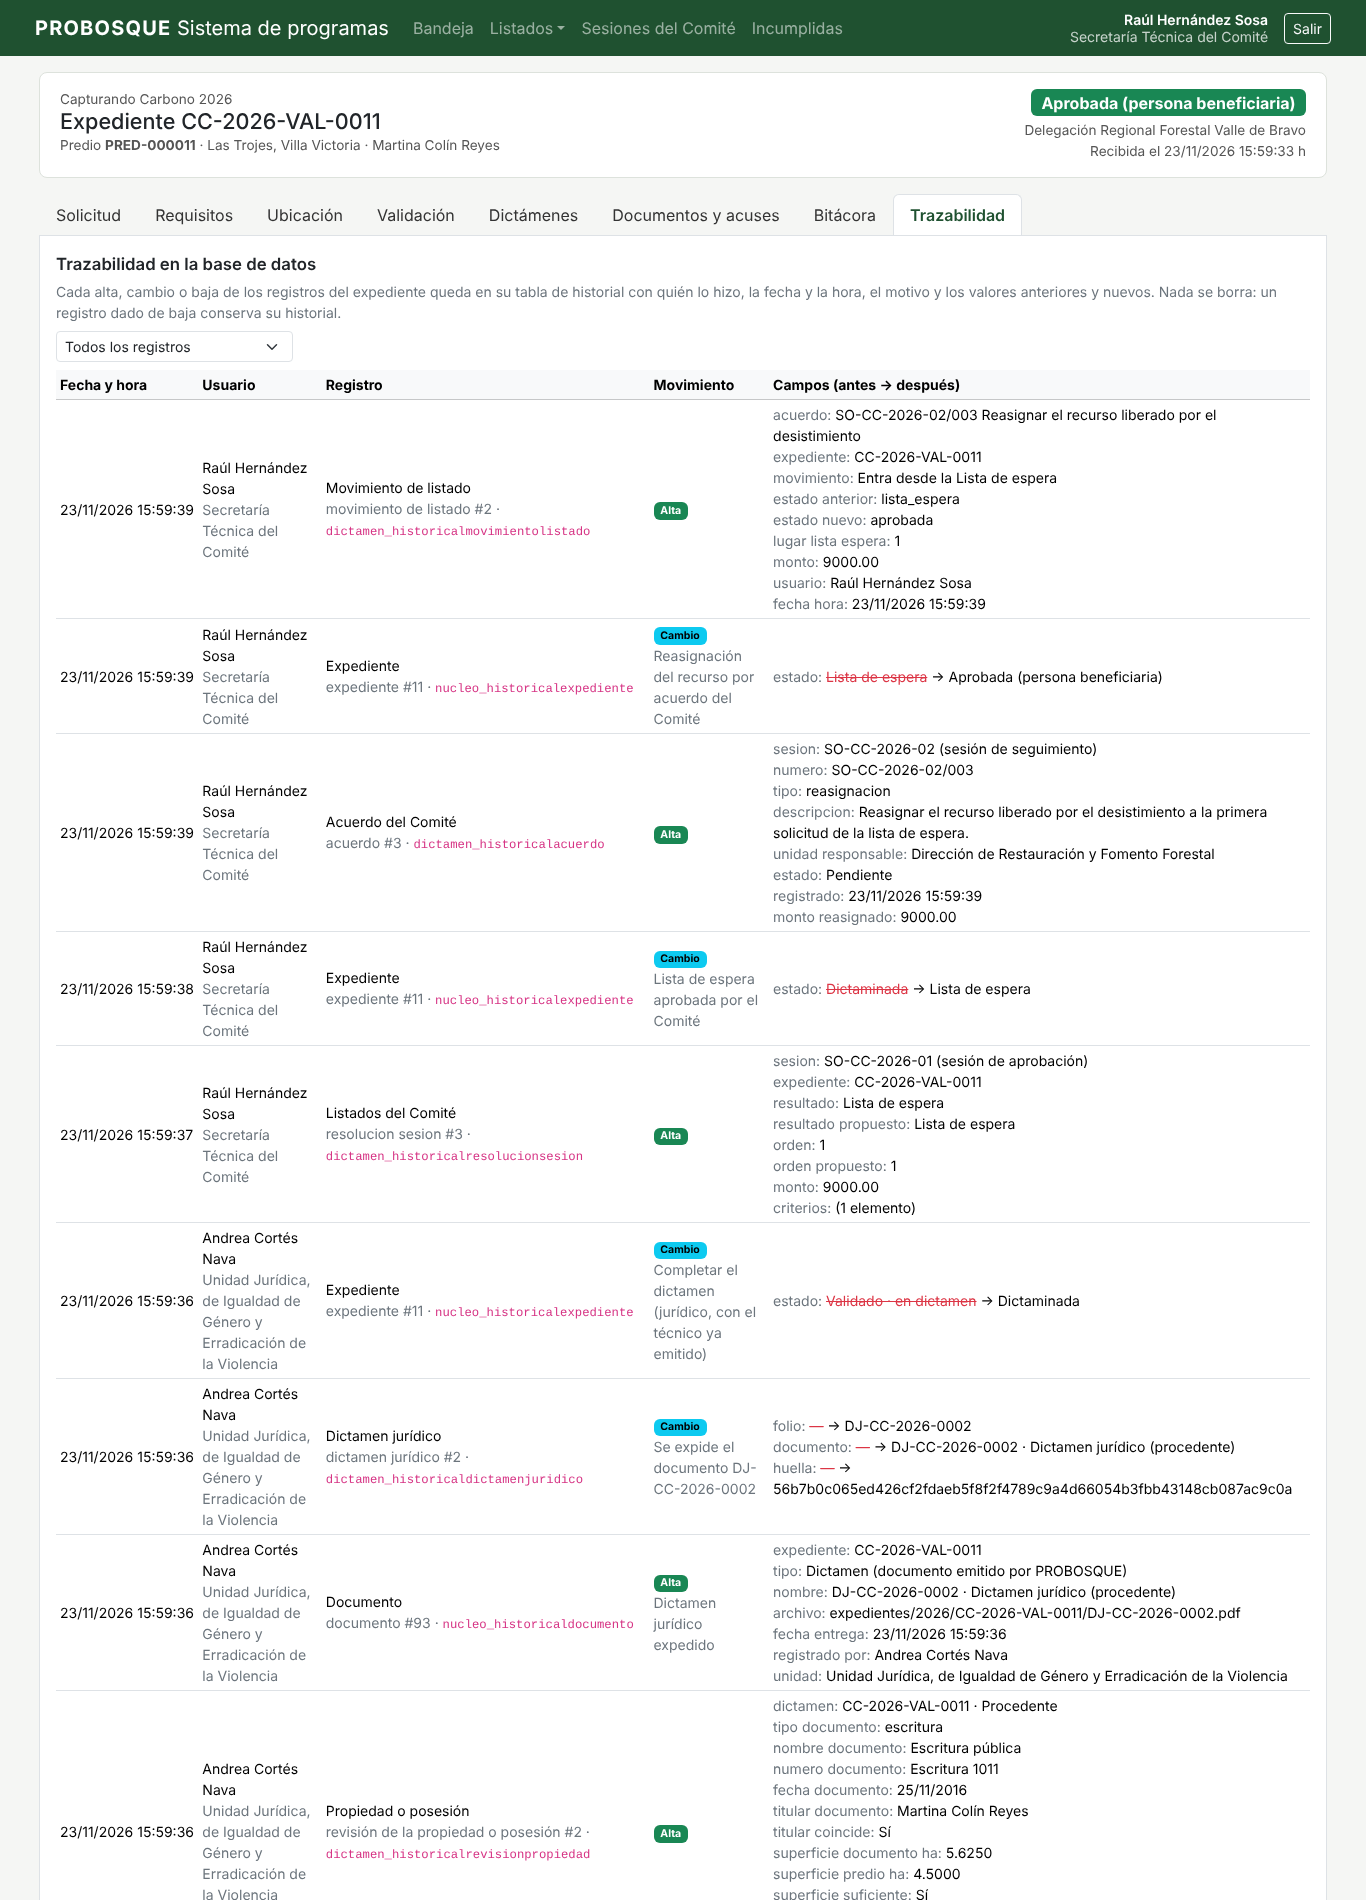 PROBOSQUE Sistema de programas
Bandeja
Listados
Sesiones del Comité
Incumplidas
Raúl Hernández Sosa
Secretaría Técnica del Comité
Salir
Capturando Carbono 2026
Expediente CC-2026-VAL-0011
Predio PRED-000011 · Las Trojes, Villa Victoria · Martina Colín Reyes
Aprobada (persona beneficiaria)
Delegación Regional Forestal Valle de Bravo
Recibida el 23/11/2026 15:59:33 h
Solicitud
Requisitos
Ubicación
Validación
Dictámenes
Documentos y acuses
Bitácora
Trazabilidad
Trazabilidad en la base de datos
Cada alta, cambio o baja de los registros del expediente queda en su tabla de historial con quién lo hizo, la fecha y la hora, el motivo y los valores anteriores y nuevos. Nada se borra: un
registro dado de baja conserva su historial.
Todos los registros
Fecha y hora
Usuario
Registro
Movimiento
Campos (antes → después)
23/11/2026 15:59:39
Raúl Hernández
Sosa
Secretaría
Técnica del
Comité
Movimiento de listado
movimiento de listado #2 ·
dictamen_historicalmovimientolistado
Alta
acuerdo: SO-CC-2026-02/003 Reasignar el recurso liberado por el
desistimiento
expediente: CC-2026-VAL-0011
movimiento: Entra desde la Lista de espera
estado anterior: lista_espera
estado nuevo: aprobada
lugar lista espera: 1
monto: 9000.00
usuario: Raúl Hernández Sosa
fecha hora: 23/11/2026 15:59:39
23/11/2026 15:59:39
Raúl Hernández
Sosa
Secretaría
Técnica del
Comité
Expediente
expediente #11 · nucleo_historicalexpediente
Cambio
Reasignación
del recurso por
acuerdo del
Comité
estado: Lista de espera → Aprobada (persona beneficiaria)
23/11/2026 15:59:39
Raúl Hernández
Sosa
Secretaría
Técnica del
Comité
Acuerdo del Comité
acuerdo #3 · dictamen_historicalacuerdo
Alta
sesion: SO-CC-2026-02 (sesión de seguimiento)
numero: SO-CC-2026-02/003
tipo: reasignacion
descripcion: Reasignar el recurso liberado por el desistimiento a la primera
solicitud de la lista de espera.
unidad responsable: Dirección de Restauración y Fomento Forestal
estado: Pendiente
registrado: 23/11/2026 15:59:39
monto reasignado: 9000.00
23/11/2026 15:59:38
Raúl Hernández
Sosa
Secretaría
Técnica del
Comité
Expediente
expediente #11 · nucleo_historicalexpediente
Cambio
Lista de espera
aprobada por el
Comité
estado: Dictaminada → Lista de espera
23/11/2026 15:59:37
Raúl Hernández
Sosa
Secretaría
Técnica del
Comité
Listados del Comité
resolucion sesion #3 ·
dictamen_historicalresolucionsesion
Alta
sesion: SO-CC-2026-01 (sesión de aprobación)
expediente: CC-2026-VAL-0011
resultado: Lista de espera
resultado propuesto: Lista de espera
orden: 1
orden propuesto: 1
monto: 9000.00
criterios: (1 elemento)
23/11/2026 15:59:36
Andrea Cortés
Nava
Unidad Jurídica,
de Igualdad de
Género y
Erradicación de
la Violencia
Expediente
expediente #11 · nucleo_historicalexpediente
Cambio
Completar el
dictamen
(jurídico, con el
técnico ya
emitido)
estado: Validado · en dictamen → Dictaminada
23/11/2026 15:59:36
Andrea Cortés
Nava
Unidad Jurídica,
de Igualdad de
Género y
Erradicación de
la Violencia
Dictamen jurídico
dictamen jurídico #2 ·
dictamen_historicaldictamenjuridico
Cambio
Se expide el
documento DJ-
CC-2026-0002
folio: — → DJ-CC-2026-0002
documento: — → DJ-CC-2026-0002 · Dictamen jurídico (procedente)
huella: — →
56b7b0c065ed426cf2fdaeb5f8f2f4789c9a4d66054b3fbb43148cb087ac9c0a
23/11/2026 15:59:36
Andrea Cortés
Nava
Unidad Jurídica,
de Igualdad de
Género y
Erradicación de
la Violencia
Documento
documento #93 · nucleo_historicaldocumento
Alta
Dictamen
jurídico
expedido
expediente: CC-2026-VAL-0011
tipo: Dictamen (documento emitido por PROBOSQUE)
nombre: DJ-CC-2026-0002 · Dictamen jurídico (procedente)
archivo: expedientes/2026/CC-2026-VAL-0011/DJ-CC-2026-0002.pdf
fecha entrega: 23/11/2026 15:59:36
registrado por: Andrea Cortés Nava
unidad: Unidad Jurídica, de Igualdad de Género y Erradicación de la Violencia
23/11/2026 15:59:36
Andrea Cortés
Nava
Unidad Jurídica,
de Igualdad de
Género y
Erradicación de
la Violencia
Propiedad o posesión
revisión de la propiedad o posesión #2 ·
dictamen_historicalrevisionpropiedad
Alta
dictamen: CC-2026-VAL-0011 · Procedente
tipo documento: escritura
nombre documento: Escritura pública
numero documento: Escritura 1011
fecha documento: 25/11/2016
titular documento: Martina Colín Reyes
titular coincide: Sí
superficie documento ha: 5.6250
superficie predio ha: 4.5000
superficie suficiente: Sí